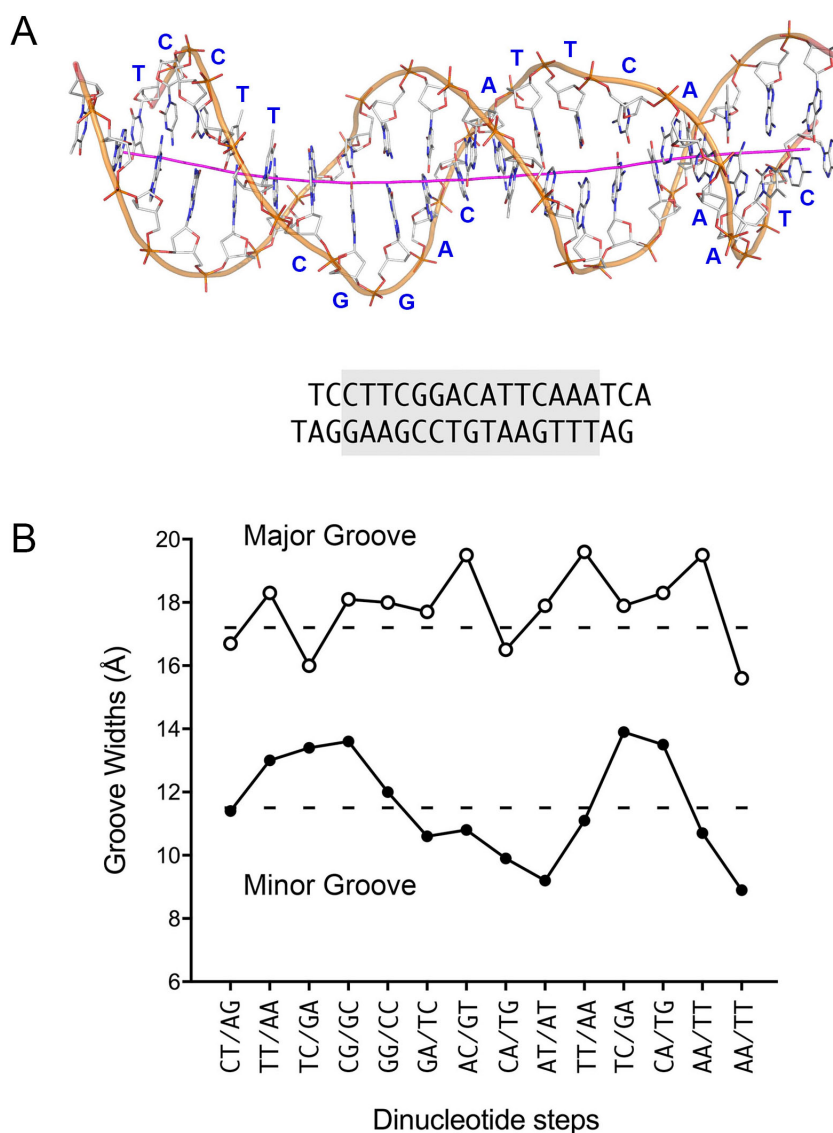 A
T C C T T C G G A C A T T C A A A T C
TCCTTCGGACATTCAAATCA
TAGGAAGCCTGTAAGTTTAG
B
Major Groove
Minor Groove
Groove Widths (Å)
20
18
16
14
12
10
8
6
CT/AG
TT/AA
TC/GA
CG/GC
GG/CC
GA/TC
AC/GT
CA/TG
AT/AT
TT/AA
TC/GA
CA/TG
AA/TT
AA/TT
Dinucleotide steps